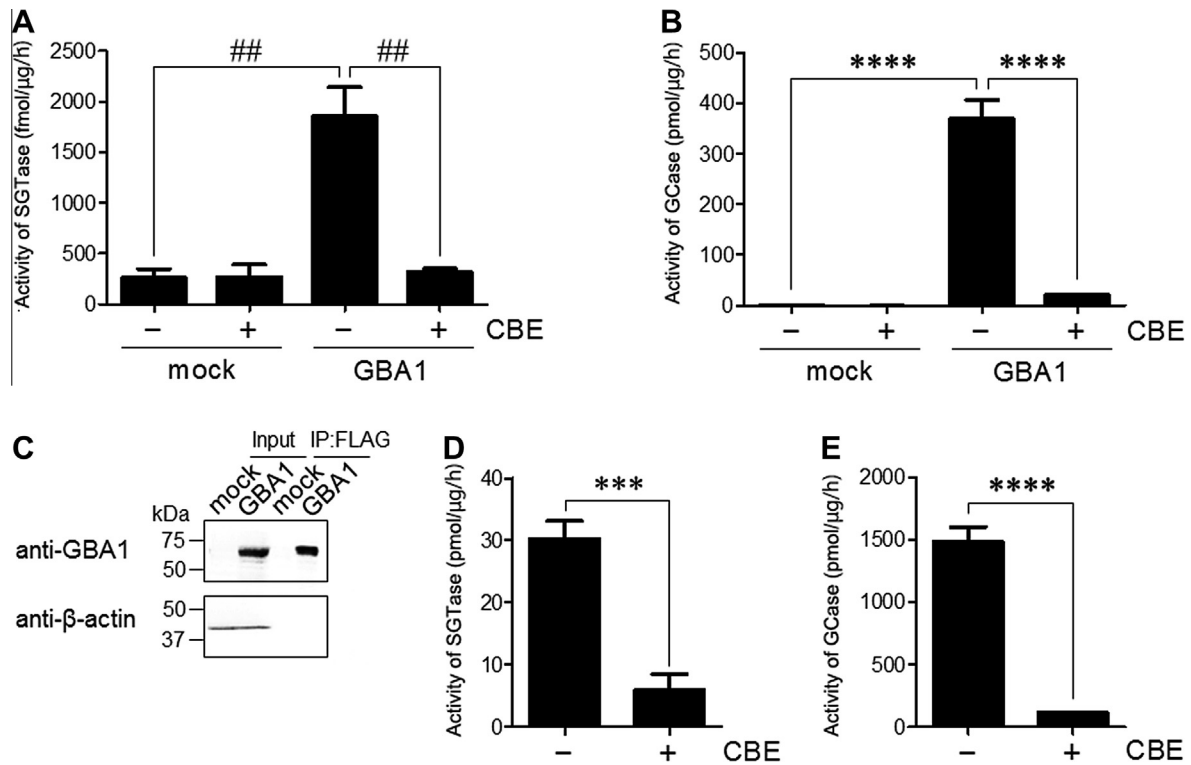 A
Activity of SGTase (fmol/μg/h)
2500
2000
1500
1000
500
0
##
##
− + − + CBE
mock GBA1
B
Activity of GCase (pmol/μg/h)
500
400
300
200
100
0
****
****
− + − + CBE
mock GBA1
C
Input IP:FLAG
mock GBA1 mock GBA1
kDa
anti-GBA1
75
50
anti-β-actin
50
37
D
Activity of SGTase (pmol/μg/h)
40
30
20
10
0
***
− + CBE
E
Activity of GCase (pmol/μg/h)
2000
1500
1000
500
0
****
− + CBE